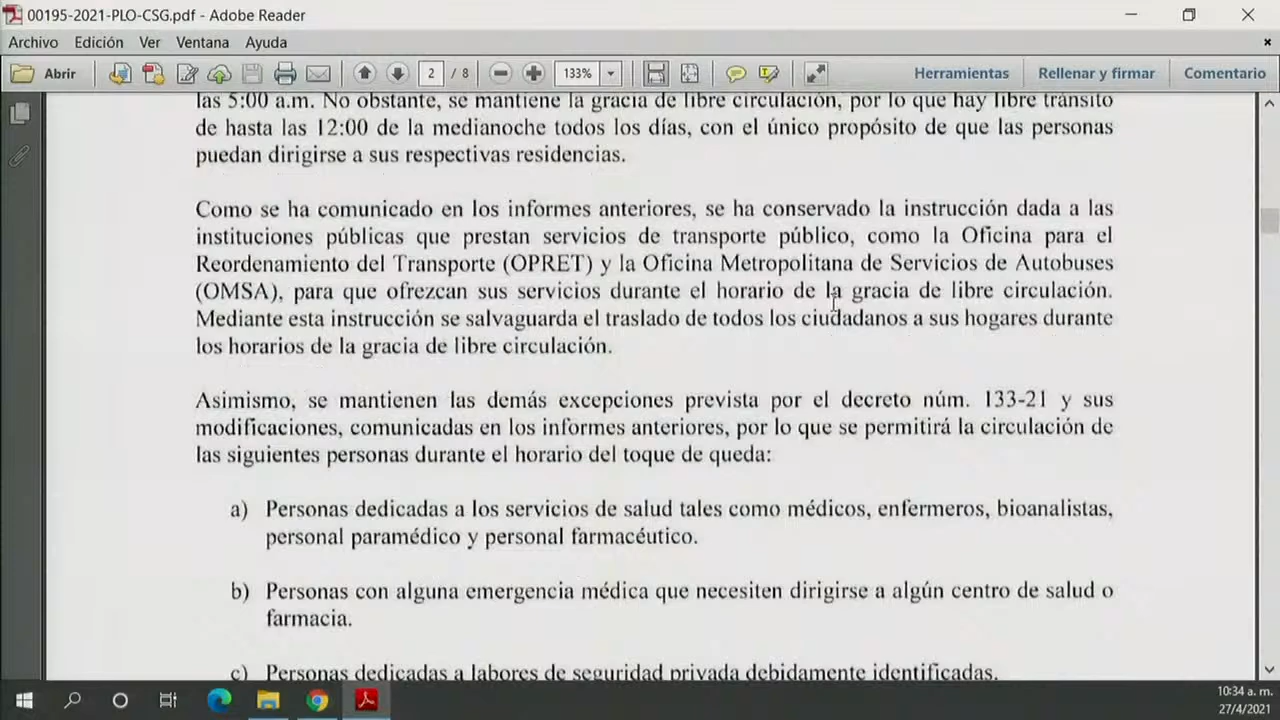 00195-2021-PLO-CSG.pdf - Adobe Reader
Archivo Edición Ver Ventana Ayuda
Abrir 2 / 8 133% Herramientas Rellenar y firmar Comentario
las 5:00 a.m. No obstante, se mantiene la gracia de libre circulación, por lo que hay libre tránsito
de hasta las 12:00 de la medianoche todos los días, con el único propósito de que las personas
puedan dirigirse a sus respectivas residencias.
Como se ha comunicado en los informes anteriores, se ha conservado la instrucción dada a las
instituciones públicas que prestan servicios de transporte público, como la Oficina para el
Reordenamiento del Transporte (OPRET) y la Oficina Metropolitana de Servicios de Autobuses
(OMSA), para que ofrezcan sus servicios durante el horario de la gracia de libre circulación.
Mediante esta instrucción se salvaguarda el traslado de todos los ciudadanos a sus hogares durante
los horarios de la gracia de libre circulación.
Asimismo, se mantienen las demás excepciones prevista por el decreto núm. 133-21 y sus
modificaciones, comunicadas en los informes anteriores, por lo que se permitirá la circulación de
las siguientes personas durante el horario del toque de queda:
a) Personas dedicadas a los servicios de salud tales como médicos, enfermeros, bioanalistas,
personal paramédico y personal farmacéutico.
b) Personas con alguna emergencia médica que necesiten dirigirse a algún centro de salud o
farmacia.
c) Personas dedicadas a labores de seguridad privada debidamente identificadas.
10:34 a. m.
27/4/2021